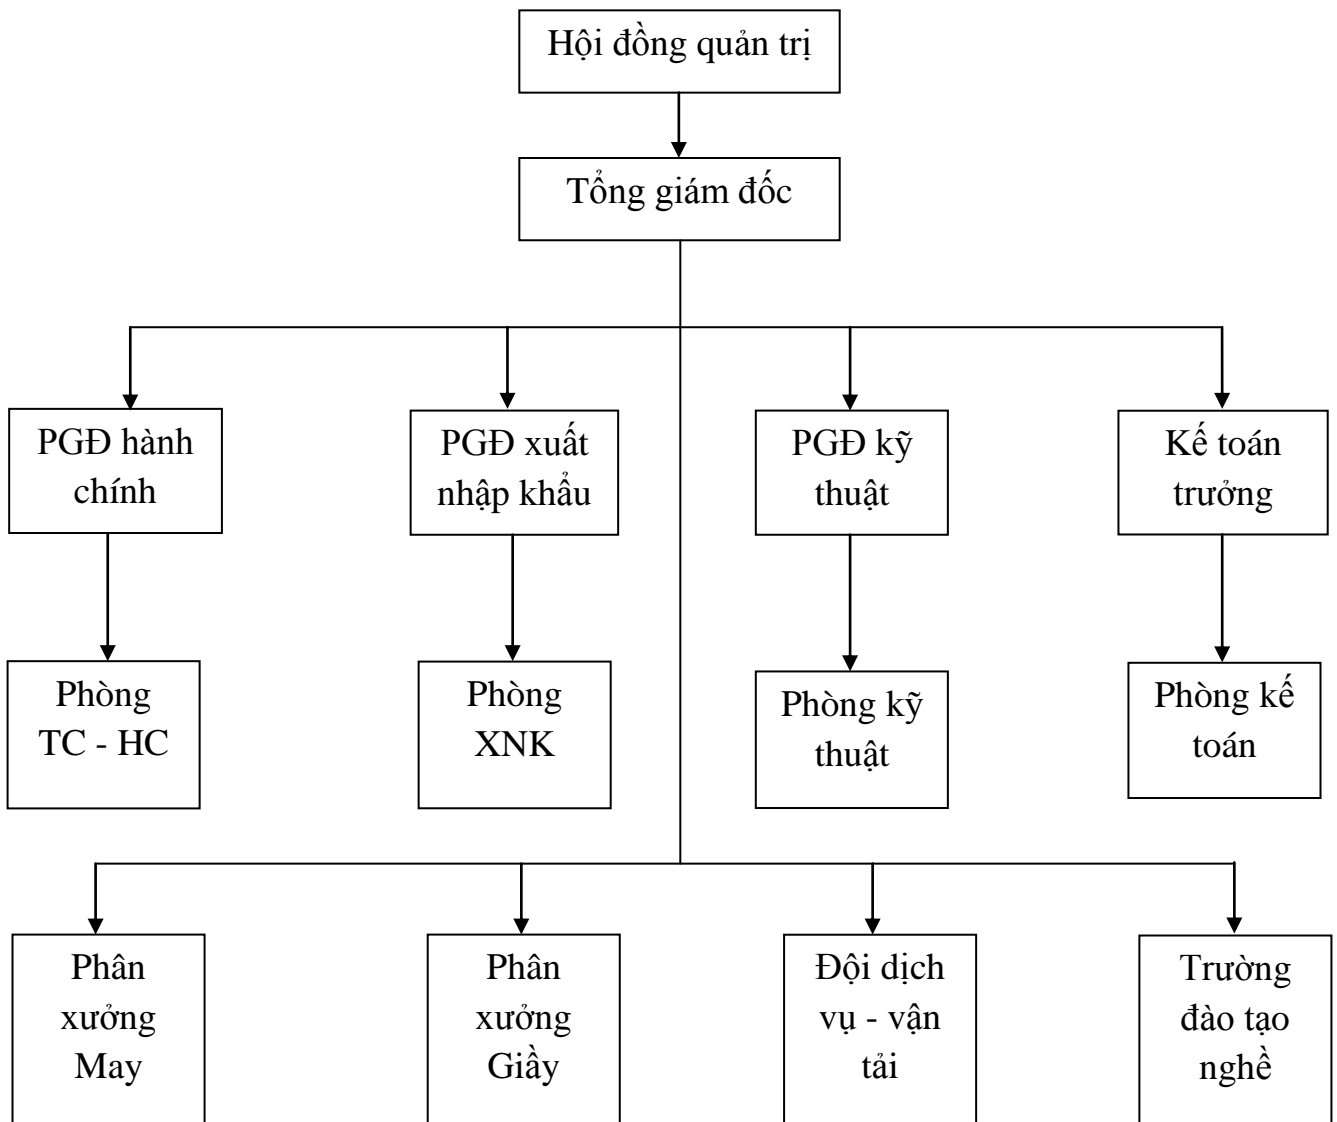 Hội đồng quản trị
Tổng giám đốc
PGĐ hành
chính
PGĐ xuất
nhập khẩu
PGĐ kỹ
thuật
Kế toán
trưởng
Phòng
TC - HC
Phòng
XNK
Phòng kỹ
thuật
Phòng kế
toán
Phân
xưởng
May
Phân
xưởng
Giầy
Đội dịch
vụ - vận
tải
Trường
đào tạo
nghề